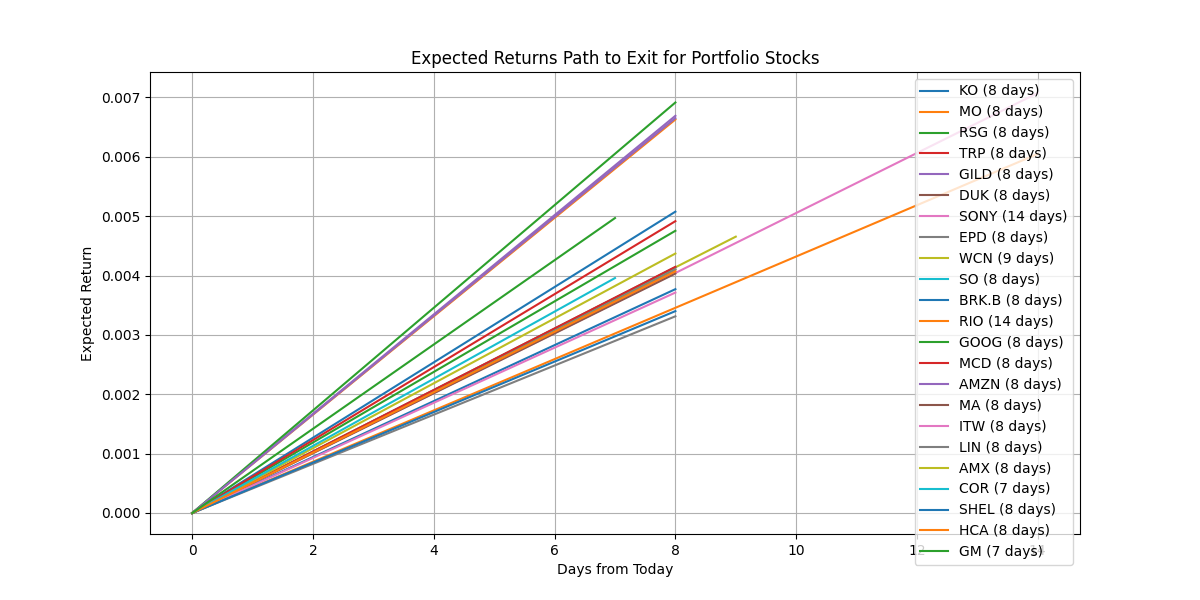 Expected Returns Path to Exit for Portfolio Stocks
Expected Return
0.007
0.006
0.005
0.004
0.003
0.002
0.001
0.000
KO (8 days)
MO (8 days)
RSG (8 days)
TRP (8 days)
GILD (8 days)
DUK (8 days)
SONY (14 days)
EPD (8 days)
WCN (9 days)
SO (8 days)
BRK.B (8 days)
RIO (14 days)
GOOG (8 days)
MCD (8 days)
AMZN (8 days)
MA (8 days)
ITW (8 days)
LIN (8 days)
AMX (8 days)
COR (7 days)
SHEL (8 days)
HCA (8 days)
GM (7 days)
0 2 4 6 8 10 12 14
Days from Today